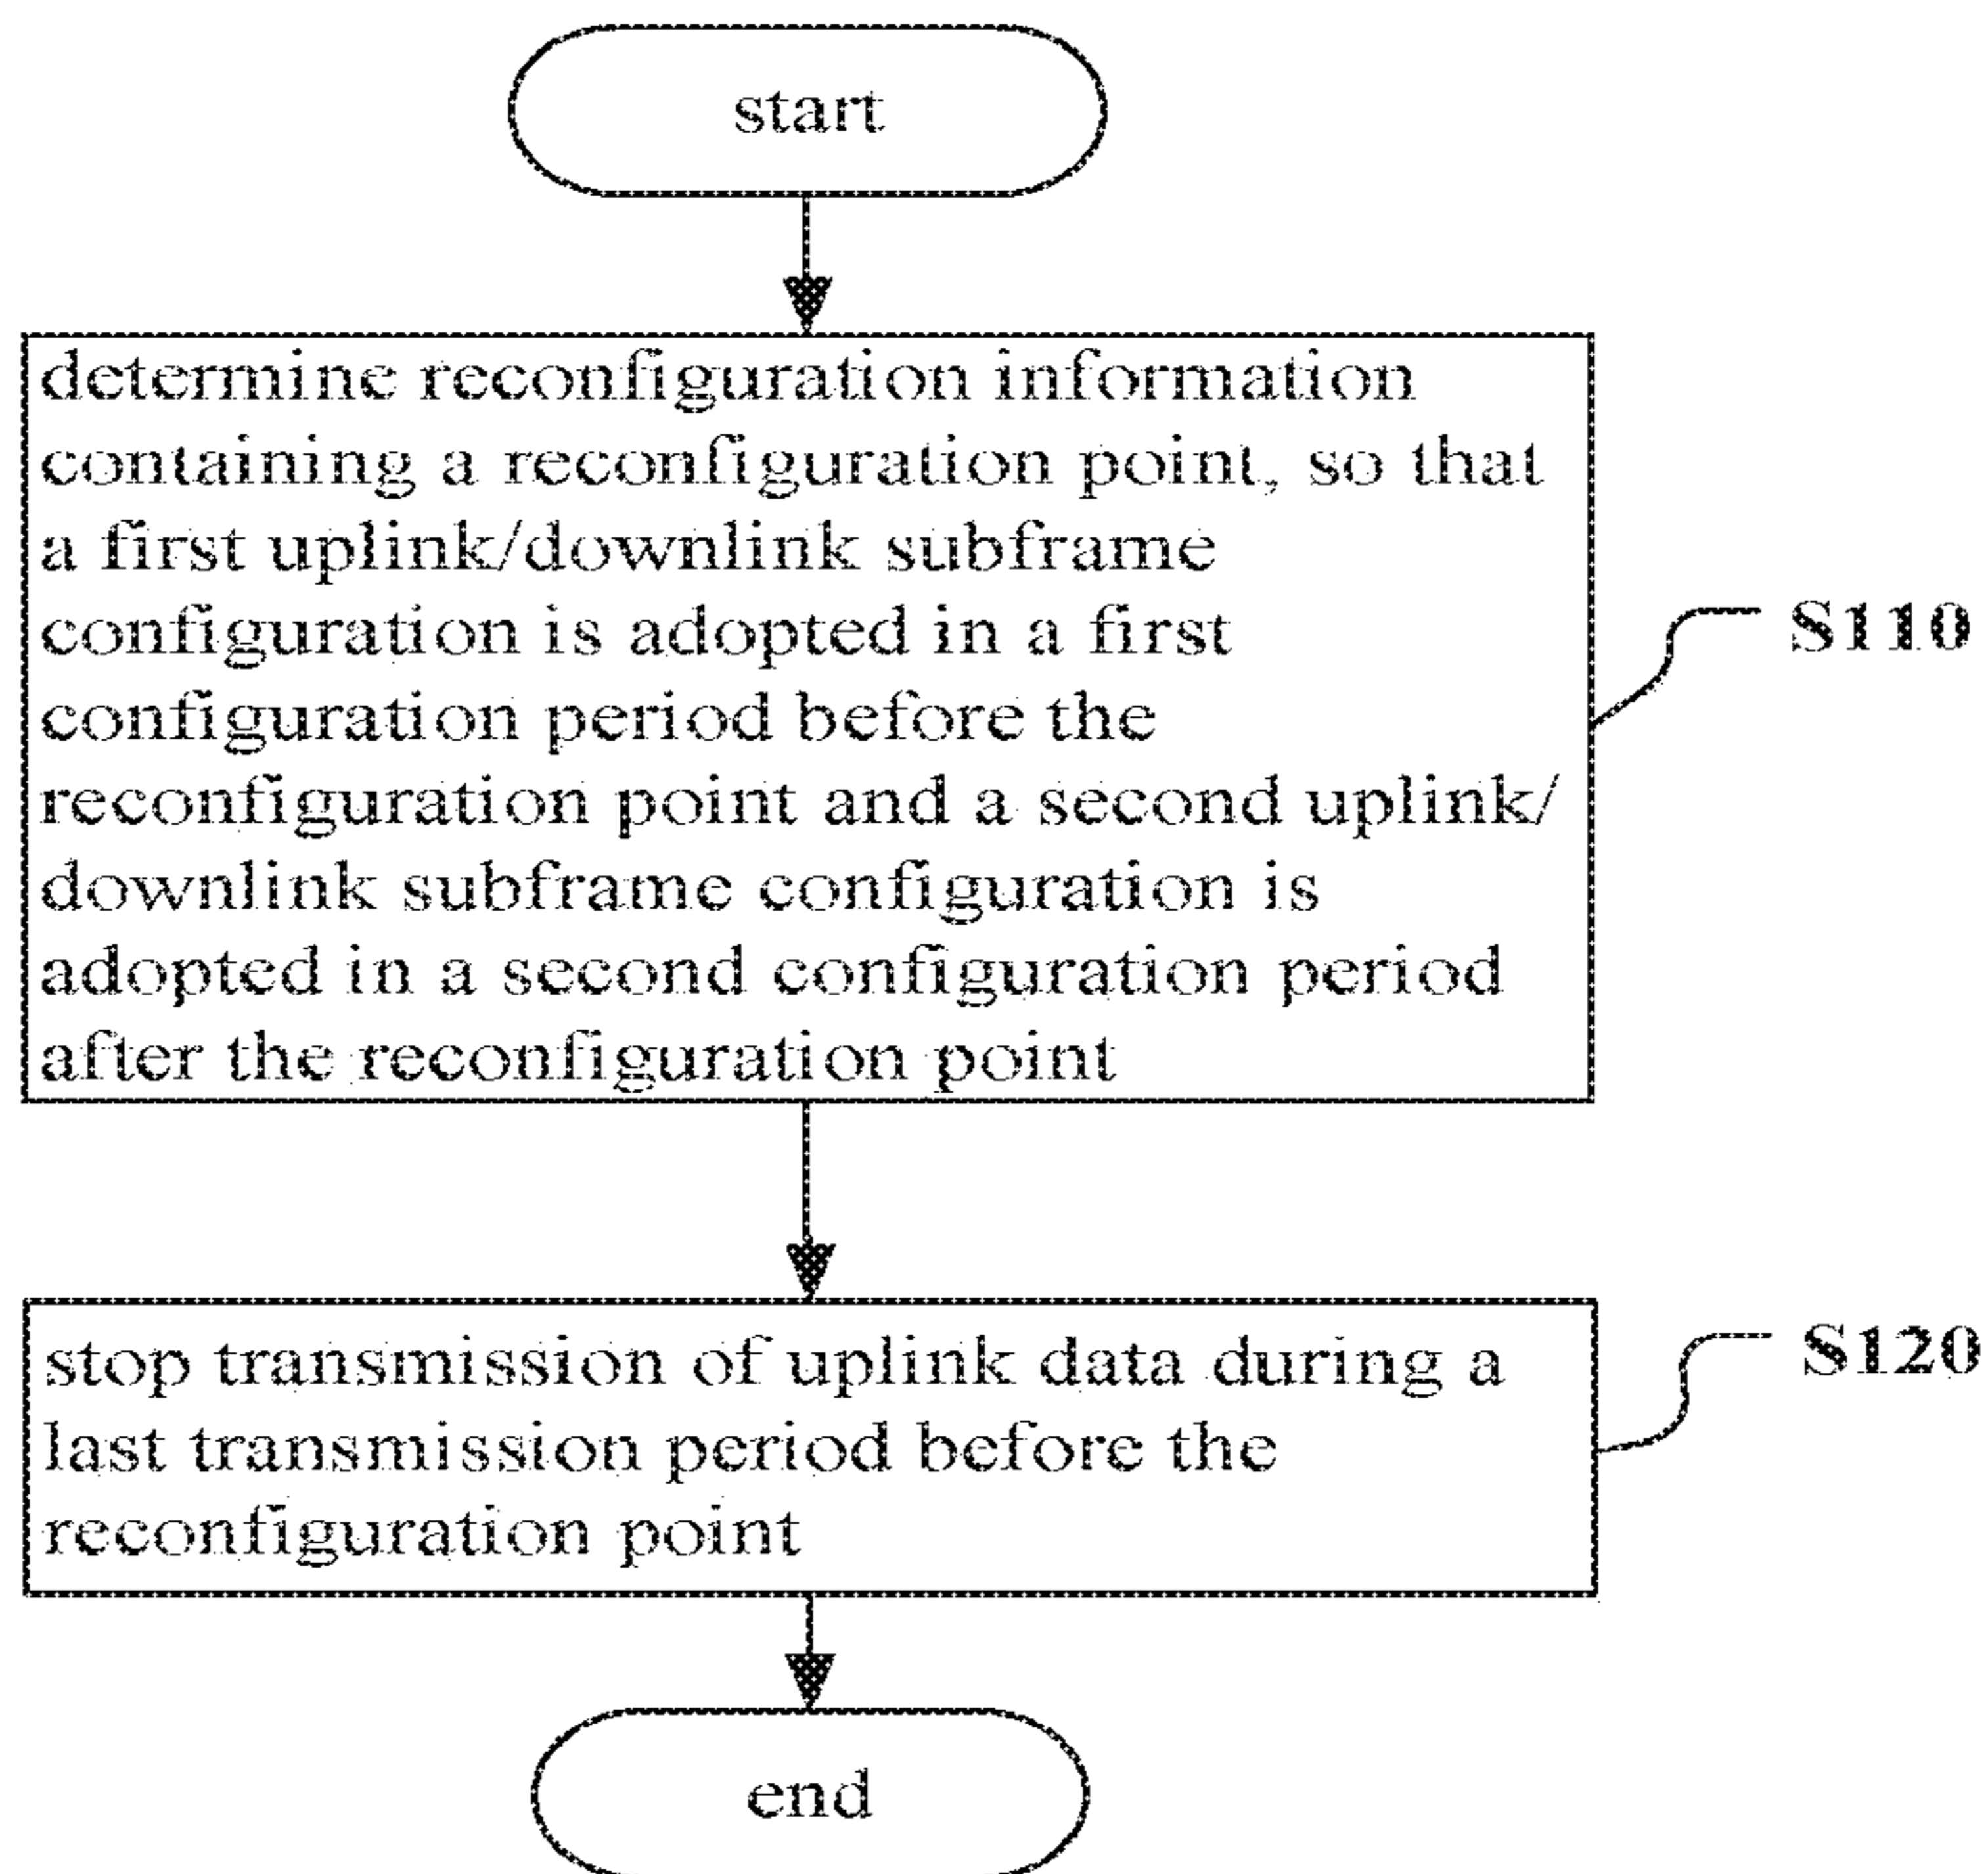 start
determine reconfiguration information
containing a reconfiguration point, so that
a first uplink/downlink subframe
configuration is adopted in a first
configuration period before the
reconfiguration point and a second uplink/
downlink subframe configuration is
adopted in a second configuration period
after the reconfiguration point
S110
stop transmission of uplink data during a
last transmission period before the
reconfiguration point
S120
end